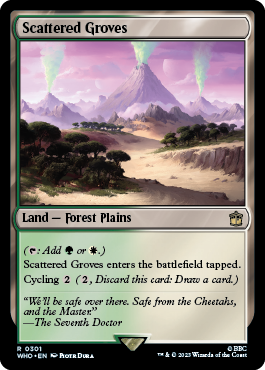 Scattered Groves
Land — Forest Plains
(T: Add G or W.)
Scattered Groves enters the battlefield tapped.
Cycling 2 (2, Discard this card: Draw a card.)
“We’ll be safe over there. Safe from the Cheetahs,
and the Master.”
—The Seventh Doctor
R 0301
WHO • EN Piotr Dura
© BBC
™ & © 2023 Wizards of the Coast